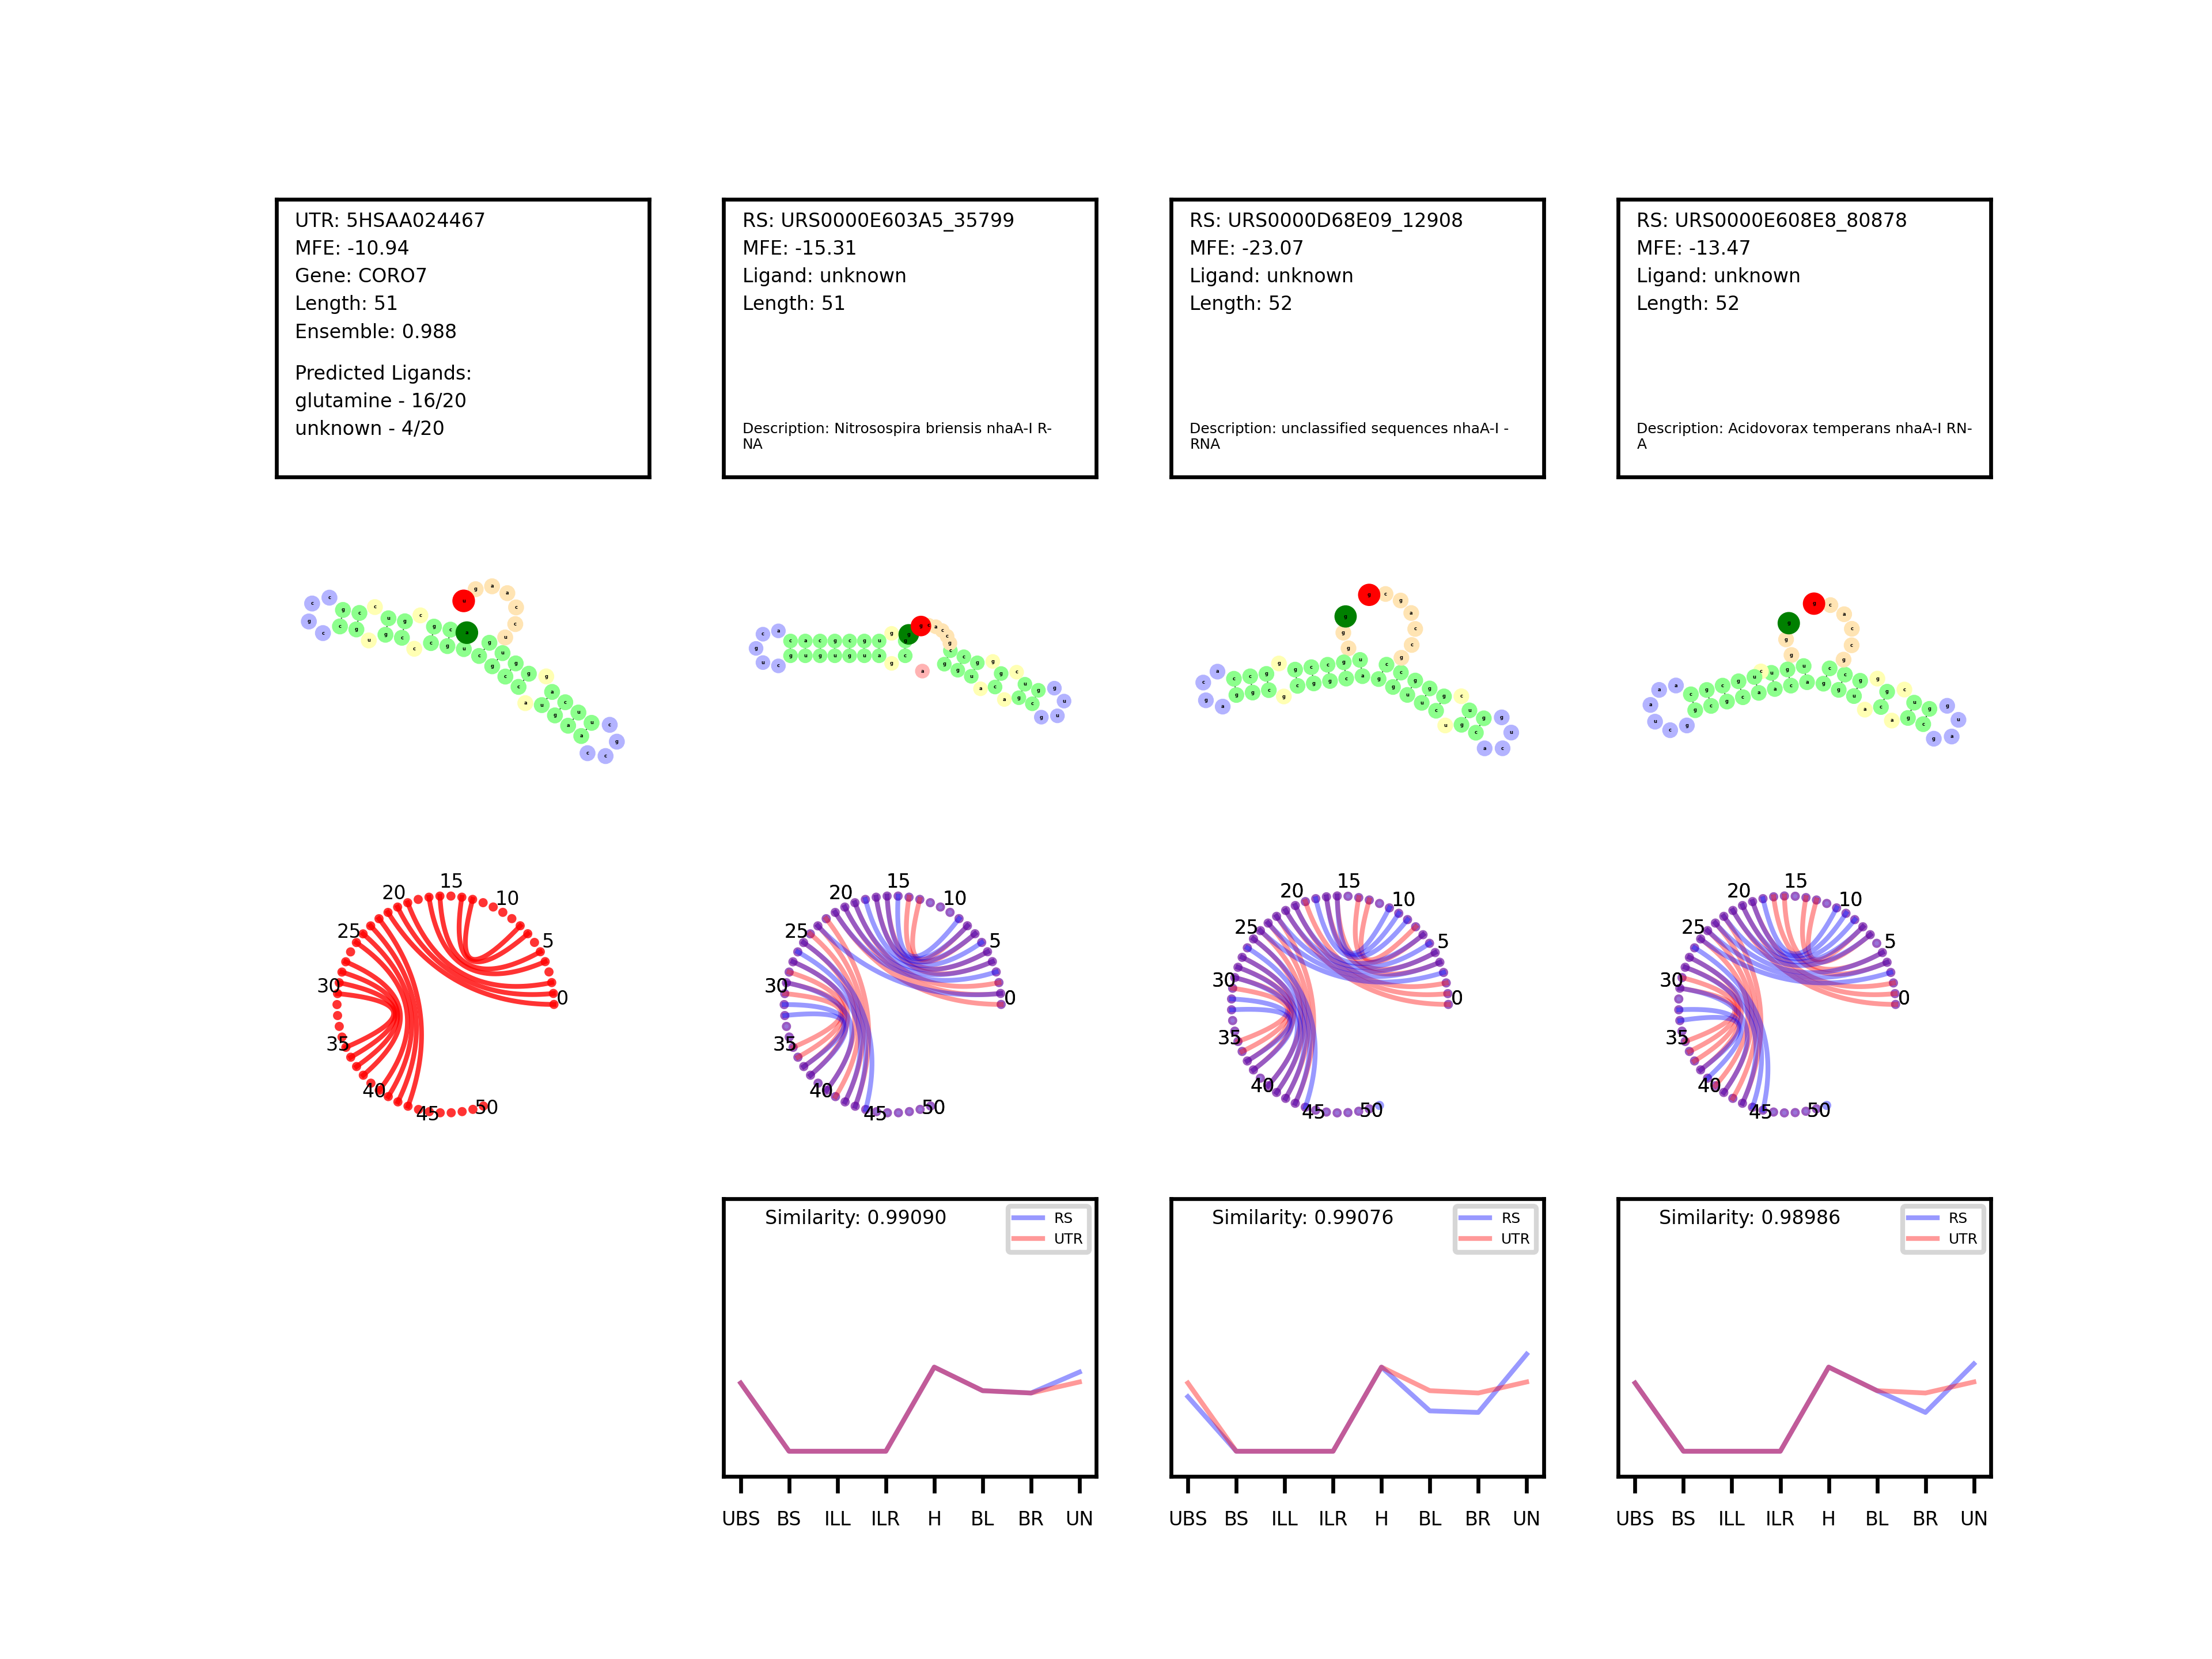 UTR: 5HSAA024467
MFE: -10.94
Gene: CORO7
Length: 51
Ensemble: 0.988
Predicted Ligands:
glutamine - 16/20
unknown - 4/20
RS: URS0000E603A5_35799
MFE: -15.31
Ligand: unknown
Length: 51
Description: Nitrosospira briensis nhaA-I R-
NA
RS: URS0000D68E09_12908
MFE: -23.07
Ligand: unknown
Length: 52
Description: unclassified sequences nhaA-I -
RNA
RS: URS0000E608E8_80878
MFE: -13.47
Ligand: unknown
Length: 52
Description: Acidovorax temperans nhaA-I RN-
A
0
5
10
15
20
25
30
35
40
45
50
0
5
10
15
20
25
30
35
40
45
50
0
5
10
15
20
25
30
35
40
45
50
0
5
10
15
20
25
30
35
40
45
50
Similarity: 0.99090
RS
UTR
UBS BS ILL ILR H BL BR UN
Similarity: 0.99076
RS
UTR
UBS BS ILL ILR H BL BR UN
Similarity: 0.98986
RS
UTR
UBS BS ILL ILR H BL BR UN